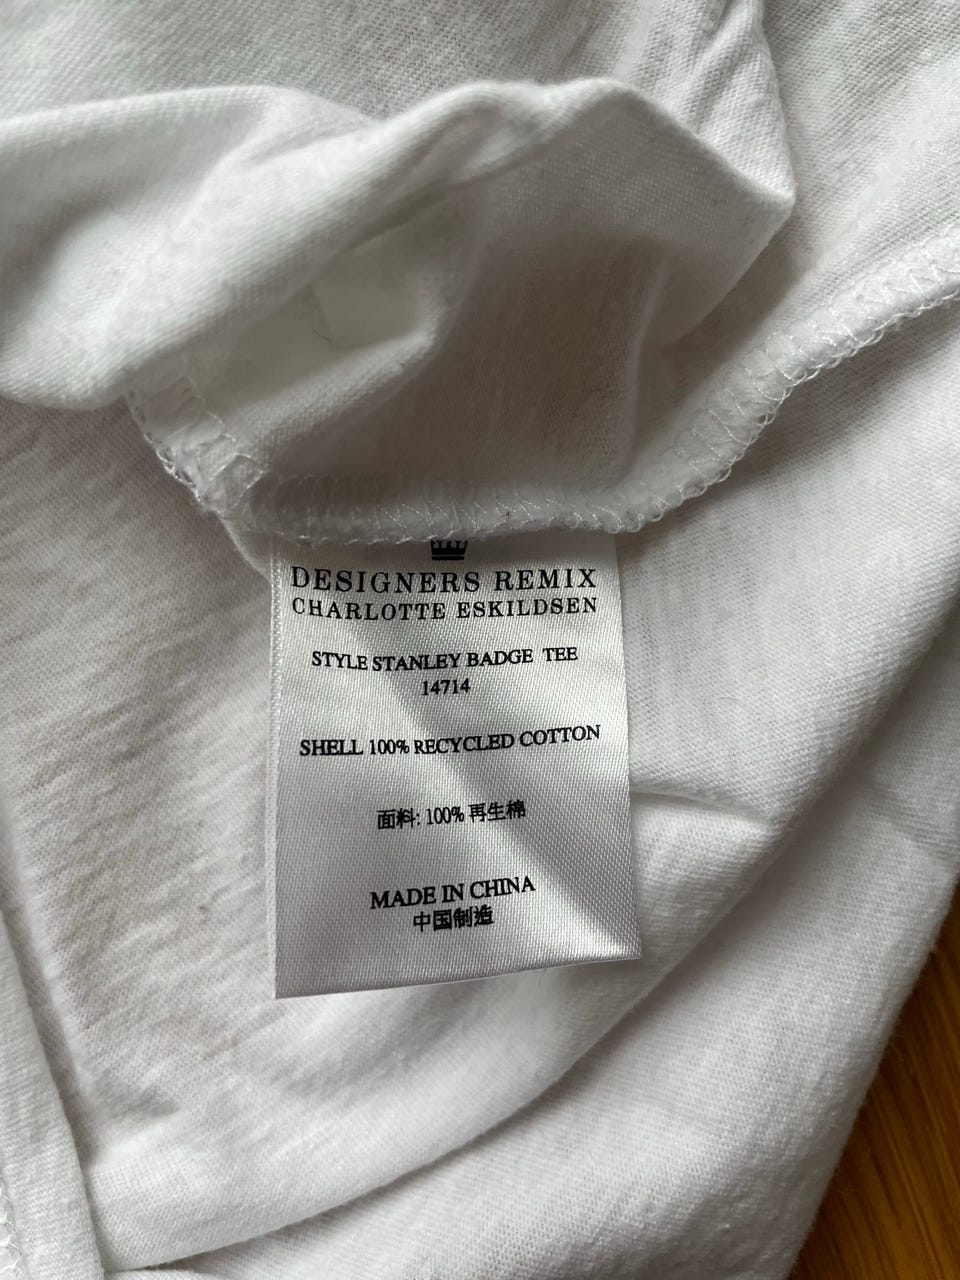 DESIGNERS REMIX
CHARLOTTE ESKILDSEN
STYLE STANLEY BADGE TEE
14714
SHELL 100% RECYCLED COTTON
面料: 100% 再生棉
MADE IN CHINA
中国制造